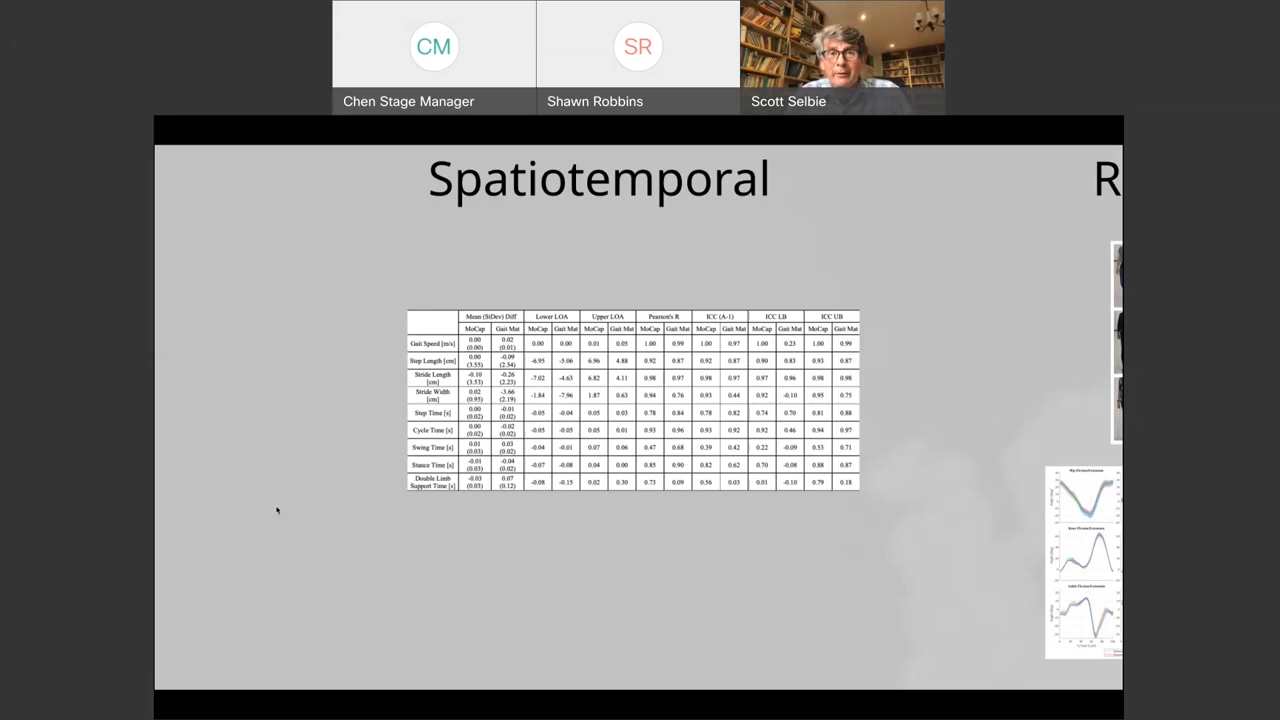 CM
SR
Chen Stage Manager
Shawn Robbins
Scott Selbie
Spatiotemporal
R
Mean (StDev) Diff Lower LOA Upper LOA Pearson's R ICC (A-1) ICC LB ICC UB
MoCap Gait Mat MoCap Gait Mat MoCap Gait Mat MoCap Gait Mat MoCap Gait Mat MoCap Gait Mat MoCap Gait Mat
Gait Speed [m/s] 0.00 (0.00) 0.02 (0.01) 0.00 0.00 0.01 0.05 1.00 0.99 1.00 0.97 1.00 0.23 1.00 0.99
Step Length [cm] 0.00 (3.55) -0.09 (2.54) -6.95 -5.06 6.96 4.88 0.92 0.87 0.92 0.87 0.90 0.83 0.93 0.87
Stride Length [cm] -0.10 (3.53) -0.26 (2.23) -7.02 -4.63 6.82 4.11 0.98 0.97 0.98 0.97 0.97 0.96 0.98 0.98
Stride Width [cm] 0.02 (0.95) -3.66 (2.19) -1.84 -7.96 1.87 0.63 0.94 0.76 0.93 0.44 0.92 -0.10 0.95 0.75
Step Time [s] 0.00 (0.02) -0.01 (0.02) -0.05 -0.04 0.05 0.03 0.78 0.84 0.78 0.82 0.74 0.70 0.81 0.88
Cycle Time [s] 0.00 (0.02) -0.02 (0.02) -0.05 -0.05 0.05 0.01 0.93 0.96 0.93 0.92 0.92 0.46 0.94 0.97
Swing Time [s] 0.01 (0.03) 0.03 (0.02) -0.04 -0.01 0.07 0.06 0.47 0.68 0.39 0.42 0.22 -0.09 0.53 0.71
Stance Time [s] -0.01 (0.03) -0.04 (0.02) -0.07 -0.08 0.04 0.00 0.85 0.90 0.82 0.62 0.70 -0.08 0.88 0.87
Double Limb Support Time [s] -0.03 (0.03) 0.07 (0.12) -0.08 -0.15 0.02 0.30 0.73 0.09 0.56 0.03 0.01 -0.10 0.79 0.18
Hip Flexion/Extension
Knee Flexion/Extension
Ankle Flexion/Extension